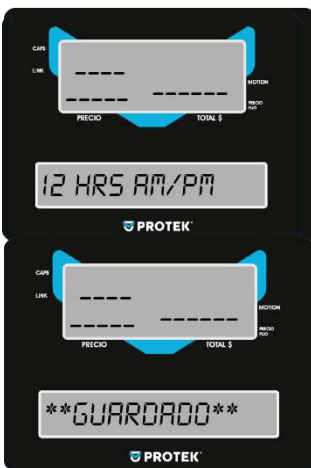 CAPS
LINK
----
MOTION
----- ------
PRECIO
FIJO
PRECIO TOTAL $
12 HRS AM/PM
PROTEK
CAPS
LINK
----
MOTION
----- ------
PRECIO
FIJO
PRECIO TOTAL $
**GUARDADO**
PROTEK